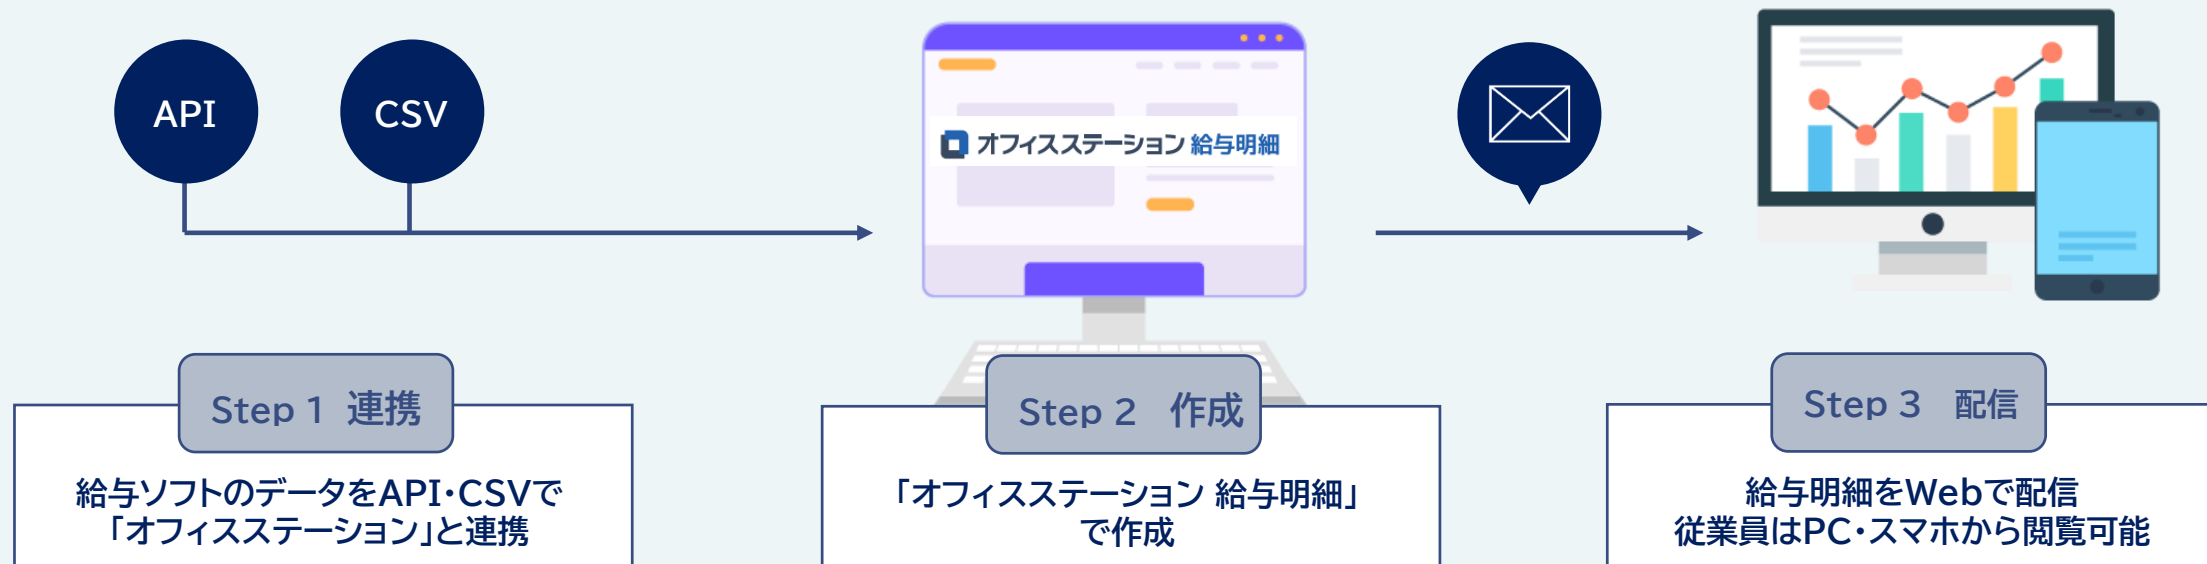 API
CSV
オフィスステーション 給与明細
Step 1 連携
給与ソフトのデータをAPI・CSVで
「オフィスステーション」と連携
Step 2 作成
「オフィスステーション 給与明細」
で作成
Step 3 配信
給与明細をWebで配信
従業員はPC・スマホから閲覧可能